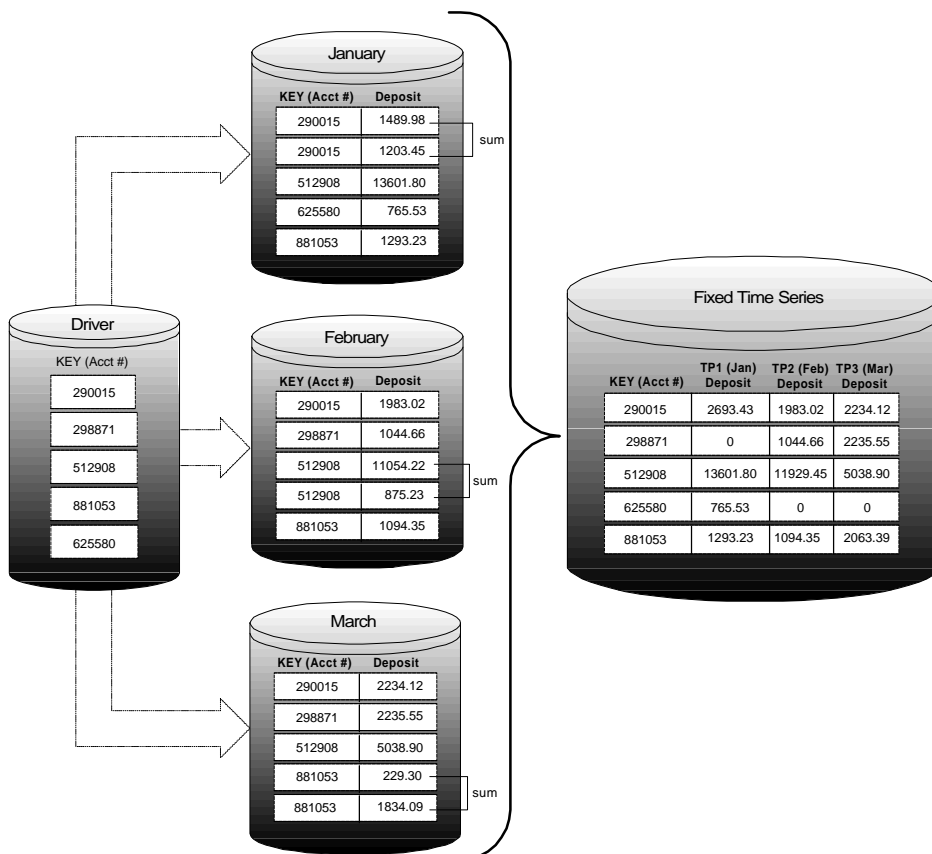 January
KEY (Acct #) Deposit
290015 1489.98
290015 1203.45
sum
512908 13601.80
625580 765.53
881053 1293.23
Driver
KEY (Acct #)
290015
298871
512908
881053
625580
February
KEY (Acct #) Deposit
290015 1983.02
298871 1044.66
512908 11054.22
512908 875.23
sum
881053 1094.35
March
KEY (Acct #) Deposit
290015 2234.12
298871 2235.55
512908 5038.90
881053 229.30
881053 1834.09
sum
Fixed Time Series
TP1 (Jan) TP2 (Feb) TP3 (Mar)
KEY (Acct #) Deposit Deposit Deposit
290015 2693.43 1983.02 2234.12
298871 0 1044.66 2235.55
512908 13601.80 11929.45 5038.90
625580 765.53 0 0
881053 1293.23 1094.35 2063.39